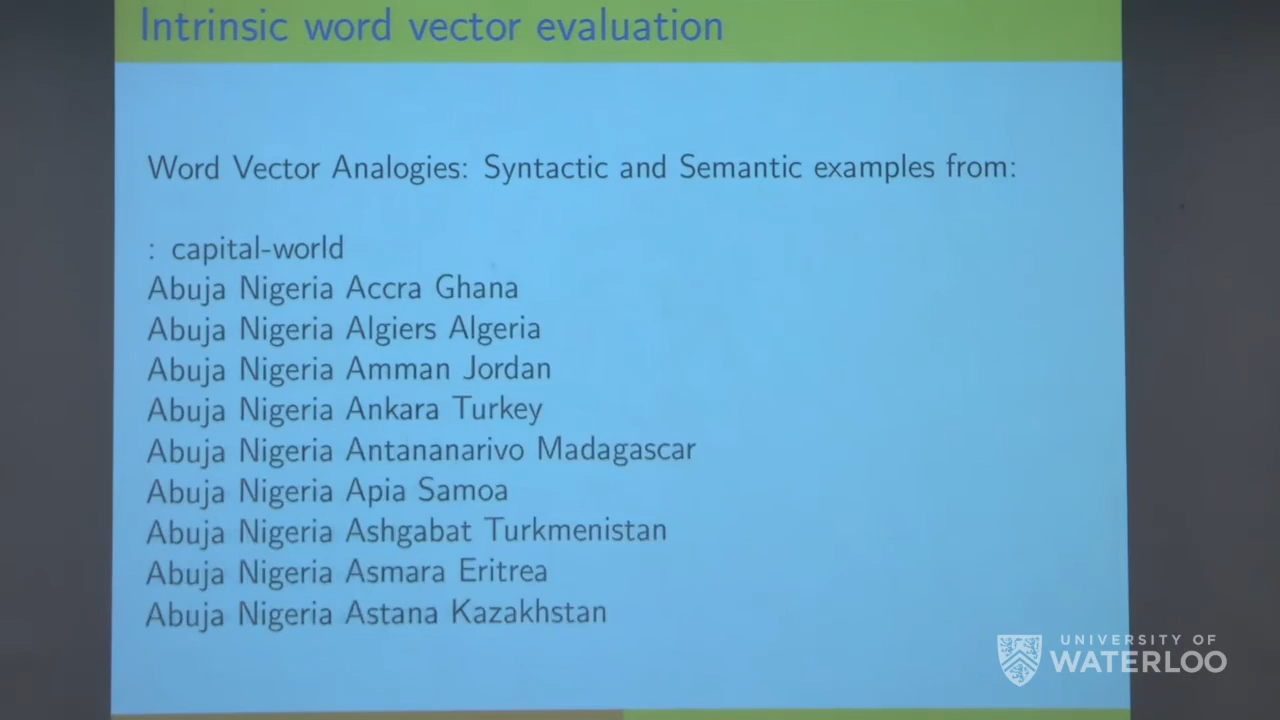 Intrinsic word vector evaluation
Word Vector Analogies: Syntactic and Semantic examples from:
: capital-world
Abuja Nigeria Accra Ghana
Abuja Nigeria Algiers Algeria
Abuja Nigeria Amman Jordan
Abuja Nigeria Ankara Turkey
Abuja Nigeria Antananarivo Madagascar
Abuja Nigeria Apia Samoa
Abuja Nigeria Ashgabat Turkmenistan
Abuja Nigeria Asmara Eritrea
Abuja Nigeria Astana Kazakhstan
UNIVERSITY OF
WATERLOO